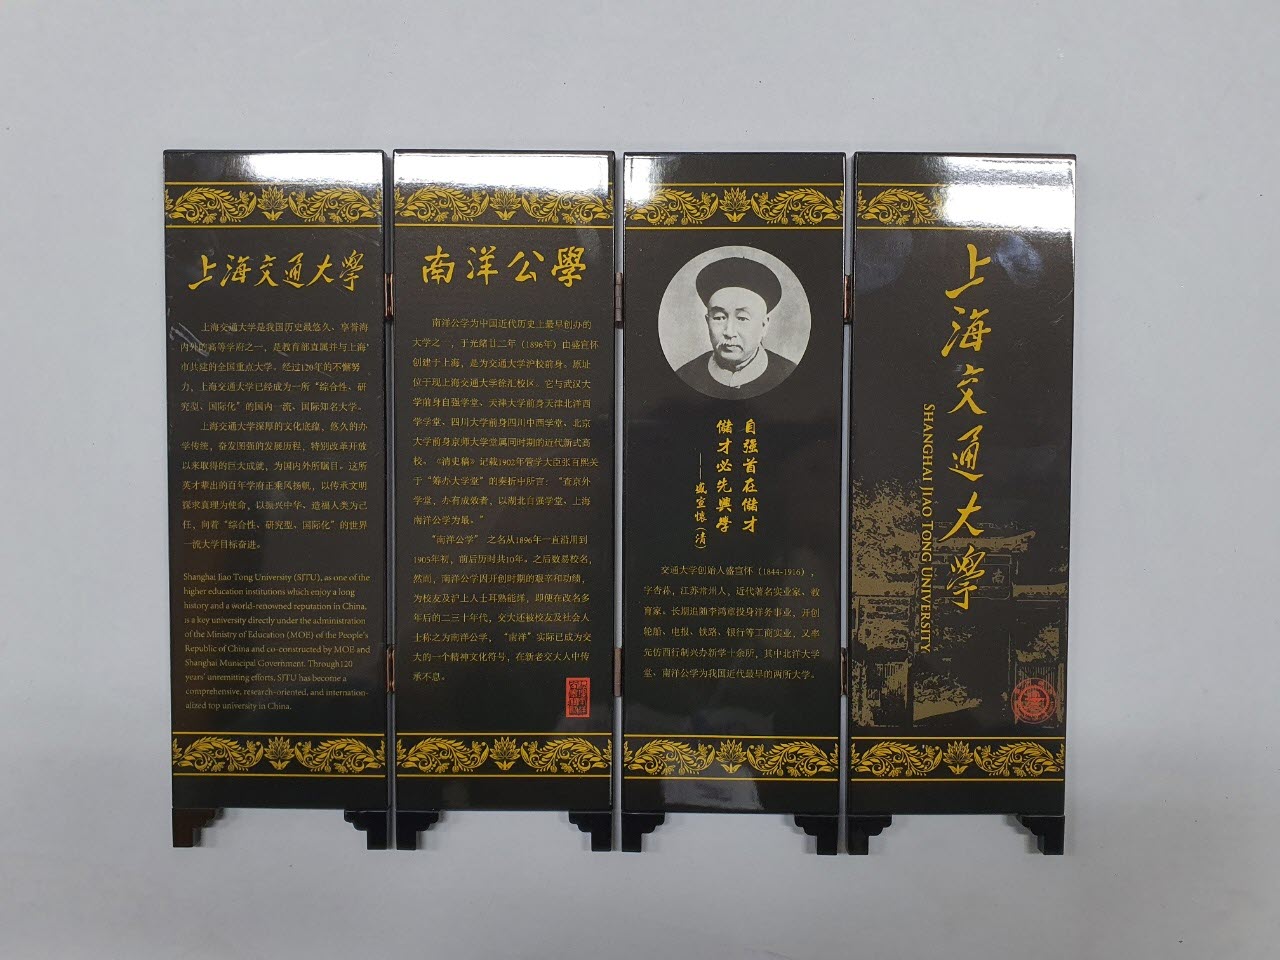 上海交通大學
上海交通大学是我国历史最悠久、享誉海
内外的高等学府之一，是教育部直属并与上海
市共建的全国重点大学。经过120年的不懈努
力，上海交通大学已经成为一所“综合性、研
究型、国际化”的国内一流、国际知名大学。
上海交通大学深厚的文化底蕴，悠久的办
学传统，奋发图强的发展历程，特别改革开放
以来取得的巨大成就，为国内外所瞩目。这所
英才辈出的百年学府正乘风扬帆，以传承文明
探求真理为使命，以振兴中华、造福人类为己
任，向着“综合性、研究型、国际化”的世界
一流大学目标奋进。
Shanghai Jiao Tong University (SJTU), as one of the
higher education institutions which enjoy a long
history and a world-renowned reputation in China,
is a key university directly under the administration
of the Ministry of Education (MOE) of the People's
Republic of China and co-constructed by MOE and
Shanghai Municipal Government. Through120
years' unremitting efforts, SJTU has become a
comprehensive, research-oriented, and internation-
alized top university in China.
南洋公學
南洋公学为中国近代历史上最早创办的
大学之一，于光绪廿二年（1896年）由盛宣怀
创建于上海，是为交通大学沪校前身。原址
位于现上海交通大学徐汇校区。它与武汉大
学前身自强学堂、天津大学前身天津北洋西
学学堂、四川大学前身四川中西学堂、北京
大学前身京师大学堂属同时期的近代新式高
校。《清史稿》记载1902年管学大臣张百熙关
于“筹办大学堂”的奏折中所言：“查京外
学堂，办有成效者，以湖北自强学堂、上海
南洋公学为最。”
“南洋公学” 之名从1896年一直沿用到
1905年初，前后历时共10年。之后数易校名，
然而，南洋公学因开创时期的艰辛和功绩，
为校友及沪上人士耳熟能详，即便在改名多
年后的二三十年代，交大还被校友及社会人
士称之为南洋公学，“南洋”实际已成为交
大的一个精神文化符号，在新老交大人中传
承不息。
自强首在储才
储才必先興學
——盛宣懷（清）
交通大学创始人盛宣怀（1844-1916），
字杏荪，江苏常州人，近代著名实业家、教
育家。长期追随李鸿章投身洋务事业，开创
轮船、电报、铁路、银行等工商实业，又率
先仿西行制兴办新学十余所，其中北洋大学
堂、南洋公学为我国近代最早的两所大学。
上海交通大學
SHANGHAI JIAO TONG UNIVERSITY
南